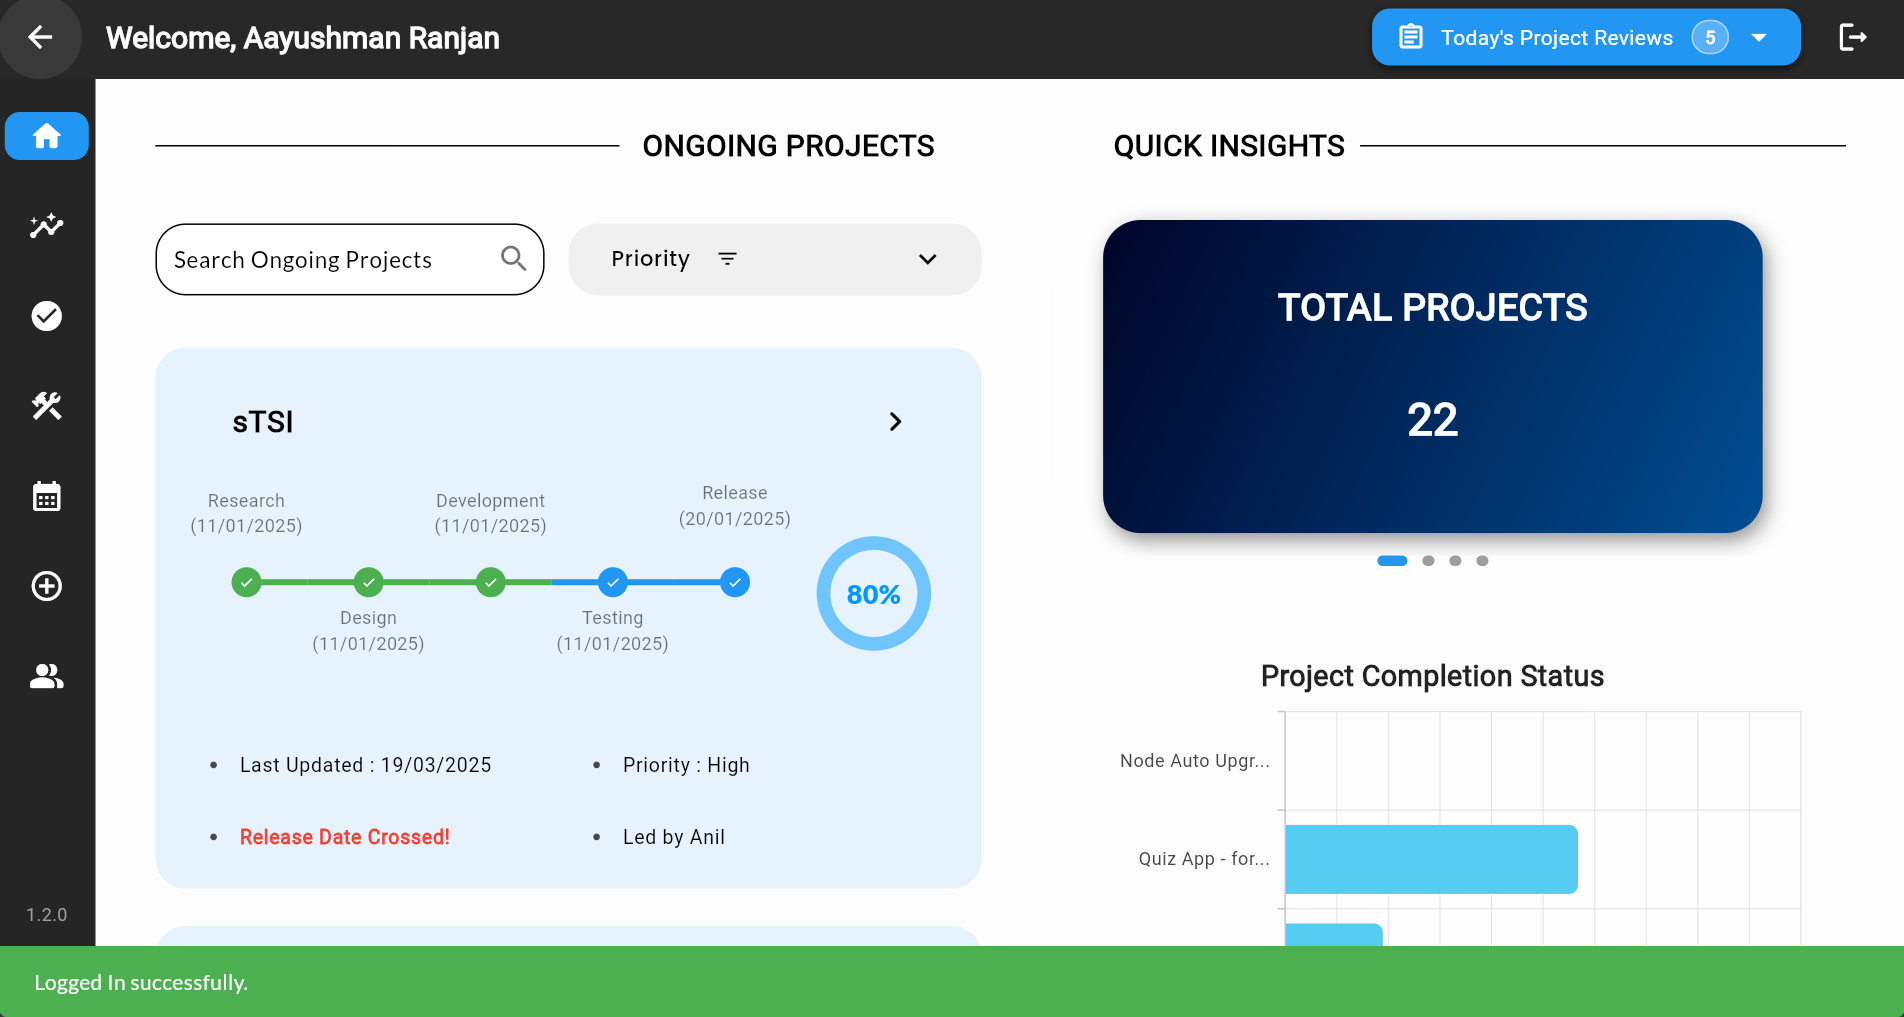 Welcome, Aayushman Ranjan
Today's Project Reviews 5
ONGOING PROJECTS
QUICK INSIGHTS
Search Ongoing Projects
Priority
TOTAL PROJECTS
22
sTSI
Research
(11/01/2025)
Development
(11/01/2025)
Release
(20/01/2025)
Design
(11/01/2025)
Testing
(11/01/2025)
80%
Last Updated : 19/03/2025
Priority : High
Release Date Crossed!
Led by Anil
Project Completion Status
Node Auto Upgr...
Quiz App - for...
1.2.0
Logged In successfully.